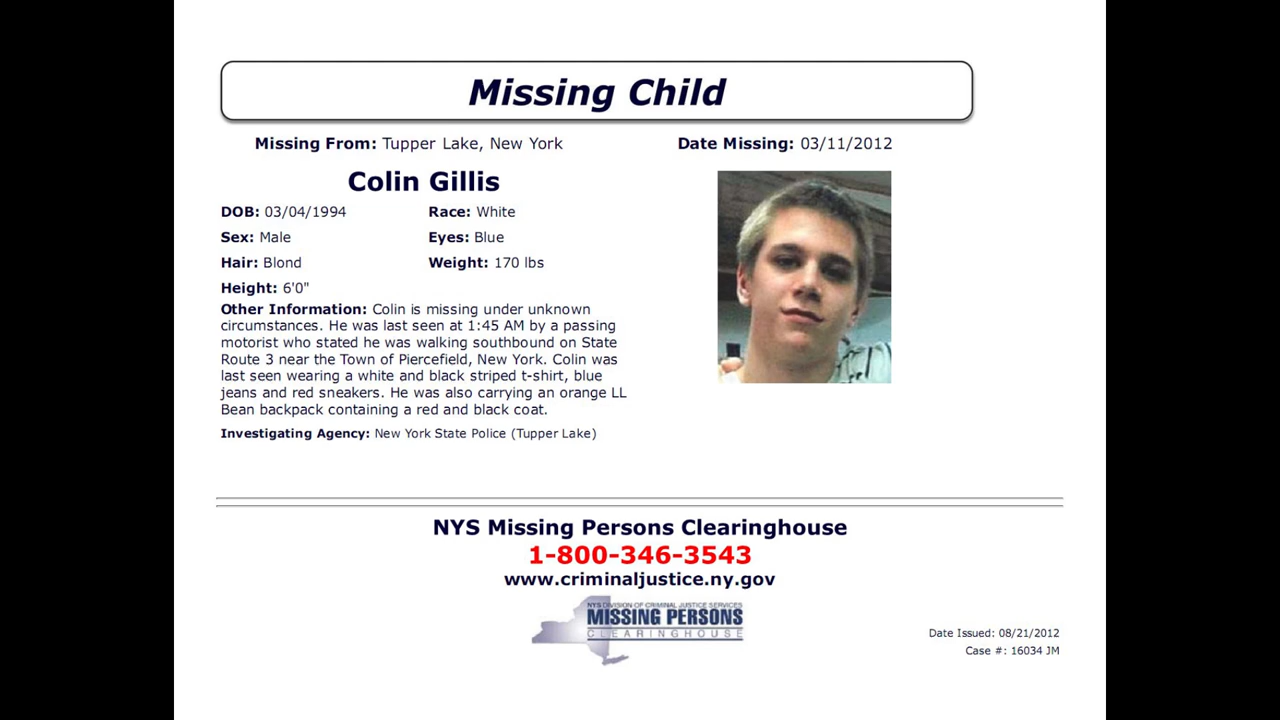 Missing Child
Missing From: Tupper Lake, New York
Date Missing: 03/11/2012
Colin Gillis
DOB: 03/04/1994
Race: White
Sex: Male
Eyes: Blue
Hair: Blond
Weight: 170 lbs
Height: 6'0"
Other Information: Colin is missing under unknown
circumstances. He was last seen at 1:45 AM by a passing
motorist who stated he was walking southbound on State
Route 3 near the Town of Piercefield, New York. Colin was
last seen wearing a white and black striped t-shirt, blue
jeans and red sneakers. He was also carrying an orange LL
Bean backpack containing a red and black coat.
Investigating Agency: New York State Police (Tupper Lake)
NYS Missing Persons Clearinghouse
1-800-346-3543
www.criminaljustice.ny.gov
NYS DIVISION OF CRIMINAL JUSTICE SERVICES
MISSING PERSONS
CLEARINGHOUSE
Date Issued: 08/21/2012
Case #: 16034 JM